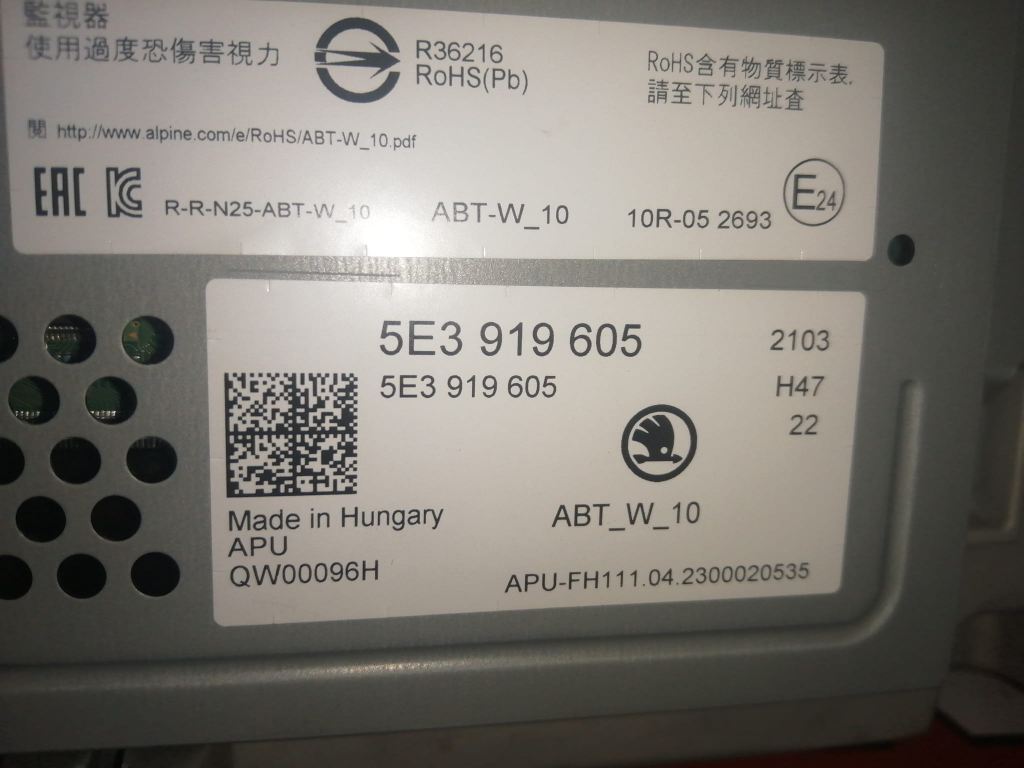 監視器
使用過度恐傷害視力
R36216
RoHS(Pb)
RoHS含有物質標示表,
請至下列網址查
閱 http://www.alpine.com/e/RoHS/ABT-W_10.pdf
EAC
R-R-N25-ABT-W_10
ABT-W_10
10R-05 2693
E24
5E3 919 605
2103
5E3 919 605
H47
22
Made in Hungary
APU
QW00096H
ABT_W_10
APU-FH111.04.2300020535